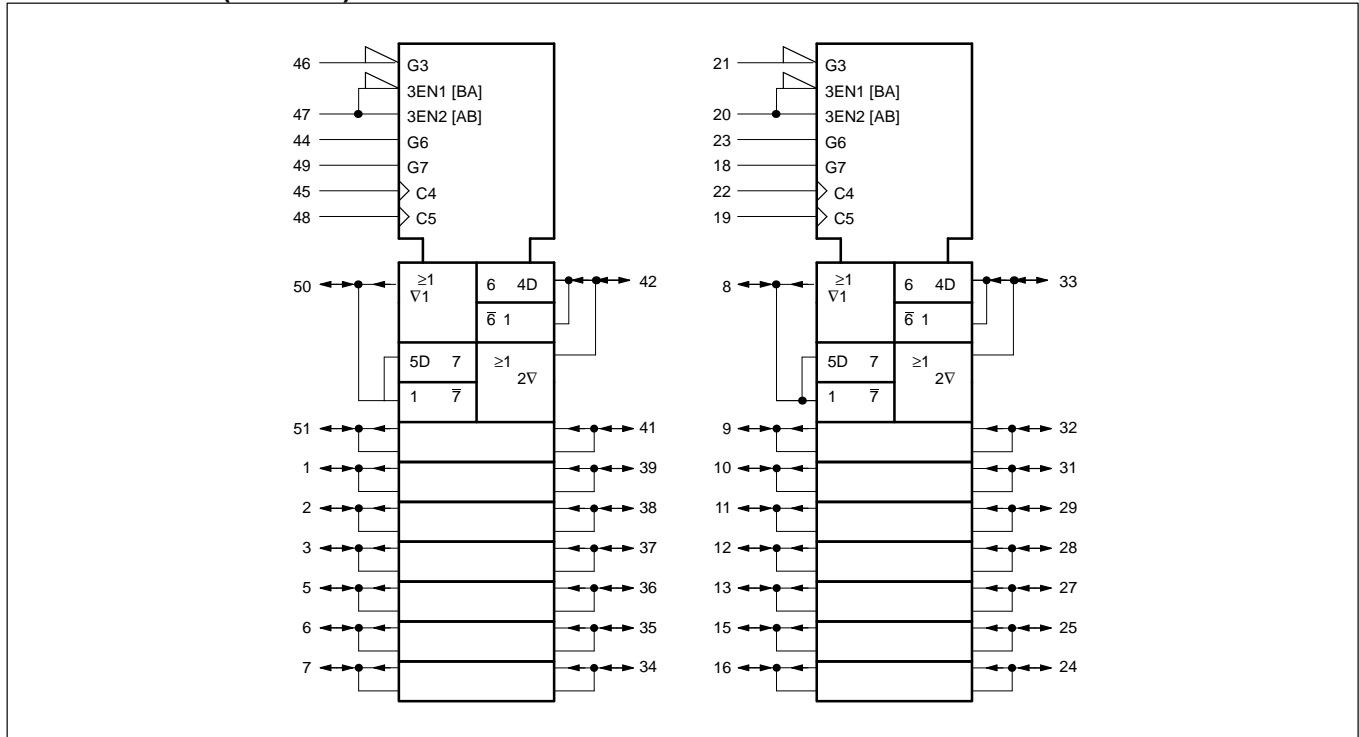 46 G3
3EN1 [BA]
47 3EN2 [AB]
44 G6
49 G7
45 C4
48 C5
50 ≥1 6 4D 42
∇1
6̅ 1
5D 7 ≥1
2∇
1 7̅
51 41
1 39
2 38
3 37
5 36
6 35
7 34
21 G3
3EN1 [BA]
20 3EN2 [AB]
23 G6
18 G7
22 C4
19 C5
8 ≥1 6 4D 33
∇1
6̅ 1
5D 7 ≥1
2∇
1 7̅
9 32
10 31
11 29
12 28
13 27
15 25
16 24